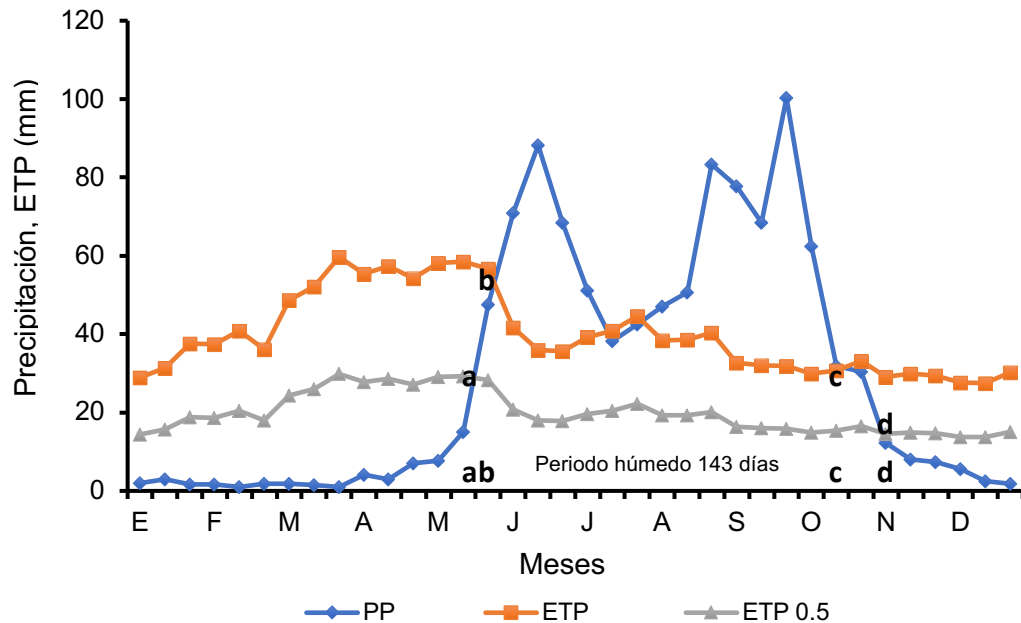 Precipitación, ETP (mm)
120
100
80
60
40
20
0
b
a
c
d
ab
Periodo húmedo 143 días
c
d
E F M A M J J A S O N D
Meses
PP ETP ETP 0.5